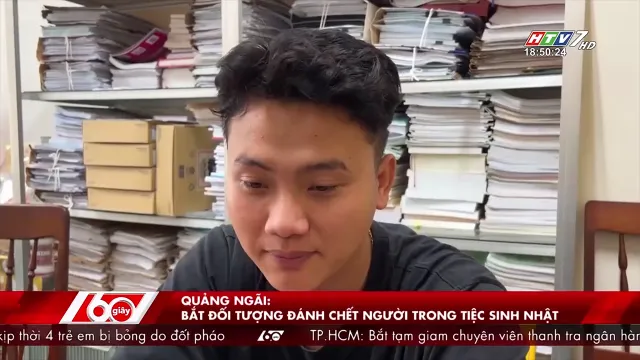 HTV7 HD
18:50:24
60 giây
QUẢNG NGÃI:
BẮT ĐỐI TƯỢNG ĐÁNH CHẾT NGƯỜI TRONG TIỆC SINH NHẬT
kịp thời 4 trẻ em bị bỏng do đốt pháo 60 TP.HCM: Bắt tạm giam chuyên viên thanh tra ngân hà